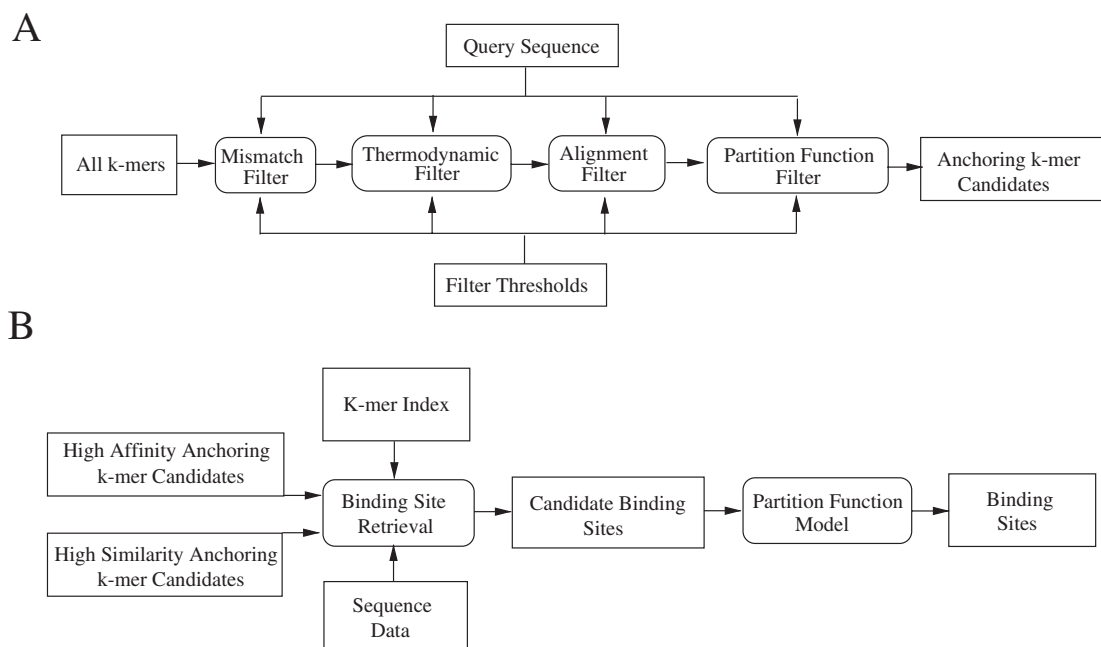 A
Query Sequence
All k-mers
Mismatch
Filter
Thermodynamic
Filter
Alignment
Filter
Partition Function
Filter
Anchoring k-mer
Candidates
Filter Thresholds
B
K-mer Index
High Affinity Anchoring
k-mer Candidates
High Similarity Anchoring
k-mer Candidates
Binding Site
Retrieval
Candidate Binding
Sites
Partition Function
Model
Binding
Sites
Sequence
Data